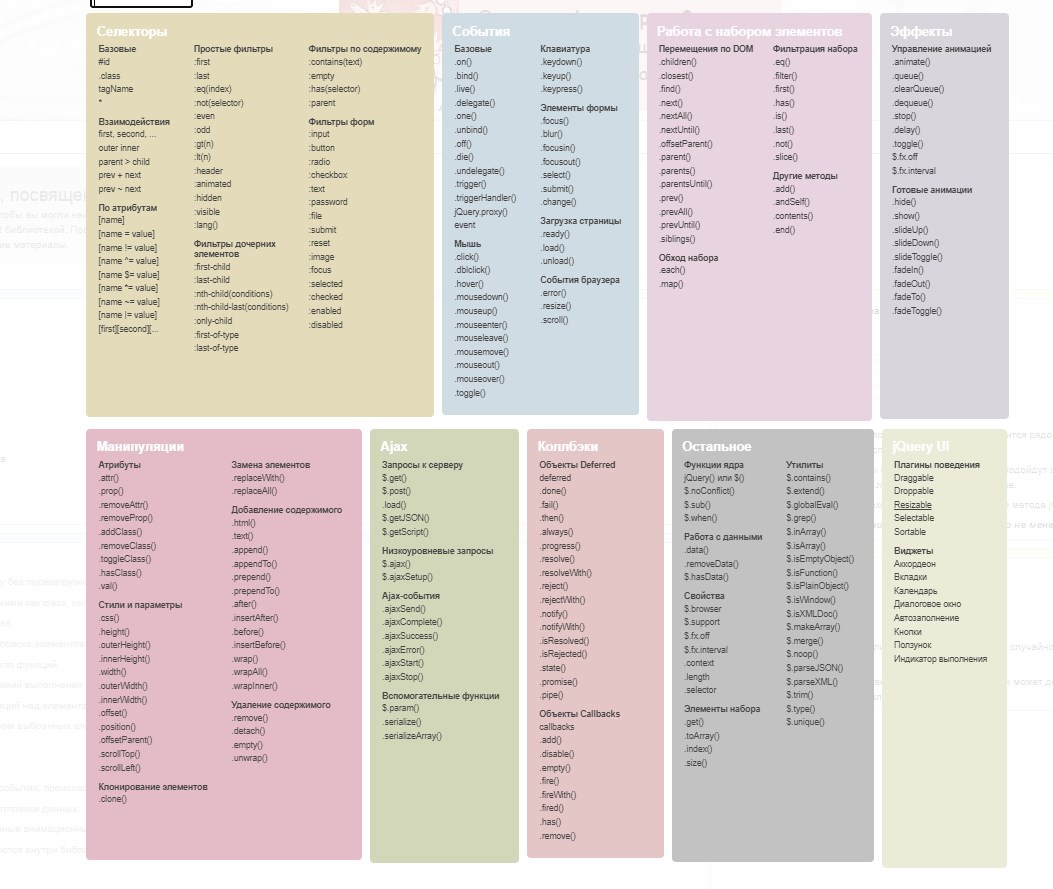 Селекторы
Базовые
#id
.class
tagName
*
Взаимодействия
first, second, ...
outer inner
parent > child
prev + next
prev ~ next
По атрибутам
[name]
[name = value]
[name != value]
[name ^= value]
[name $= value]
[name *= value]
[name ~= value]
[name |= value]
[first][second][...
Простые фильтры
:first
:last
:eq(index)
:not(selector)
:even
:odd
:gt(n)
:lt(n)
:header
:animated
:hidden
:visible
:lang()
Фильтры дочерних
элементов
:first-child
:last-child
:nth-child(conditions)
:nth-child-last(conditions)
:only-child
:first-of-type
:last-of-type
Фильтры по содержимому
:contains(text)
:empty
:has(selector)
:parent
Фильтры форм
:input
:button
:radio
:checkbox
:text
:password
:file
:submit
:reset
:image
:focus
:selected
:checked
:enabled
:disabled
События
Базовые
.on()
.bind()
.live()
.delegate()
.one()
.unbind()
.off()
.die()
.undelegate()
.trigger()
.triggerHandler()
jQuery.proxy()
event
Мышь
.click()
.dblclick()
.hover()
.mousedown()
.mouseup()
.mouseenter()
.mouseleave()
.mousemove()
.mouseout()
.mouseover()
.toggle()
Клавиатура
.keydown()
.keyup()
.keypress()
Элементы формы
.focus()
.blur()
.focusin()
.focusout()
.select()
.submit()
.change()
Загрузка страницы
.ready()
.load()
.unload()
События браузера
.error()
.resize()
.scroll()
Работа с набором элементов
Перемещения по DOM
.children()
.closest()
.find()
.next()
.nextAll()
.nextUntil()
.offsetParent()
.parent()
.parents()
.parentsUntil()
.prev()
.prevAll()
.prevUntil()
.siblings()
Обход набора
.each()
.map()
Фильтрация набора
.eq()
.filter()
.first()
.has()
.is()
.last()
.not()
.slice()
Другие методы
.add()
.andSelf()
.contents()
.end()
Эффекты
Управление анимацией
.animate()
.queue()
.clearQueue()
.dequeue()
.stop()
.delay()
.toggle()
$.fx.off
$.fx.interval
Готовые анимации
.hide()
.show()
.slideUp()
.slideDown()
.slideToggle()
.fadeIn()
.fadeOut()
.fadeTo()
.fadeToggle()
Манипуляции
Атрибуты
.attr()
.prop()
.removeAttr()
.removeProp()
.addClass()
.removeClass()
.toggleClass()
.hasClass()
.val()
Стили и параметры
.css()
.height()
.outerHeight()
.innerHeight()
.width()
.outerWidth()
.innerWidth()
.offset()
.position()
.offsetParent()
.scrollTop()
.scrollLeft()
Клонирование элементов
.clone()
Замена элементов
.replaceWith()
.replaceAll()
Добавление содержимого
.html()
.text()
.append()
.appendTo()
.prepend()
.prependTo()
.after()
.insertAfter()
.before()
.insertBefore()
.wrap()
.wrapAll()
.wrapInner()
Удаление содержимого
.remove()
.detach()
.empty()
.unwrap()
Ajax
Запросы к серверу
$.get()
$.post()
.load()
$.getJSON()
$.getScript()
Низкоуровневые запросы
$.ajax()
$.ajaxSetup()
Ajax-события
.ajaxSend()
.ajaxComplete()
.ajaxSuccess()
.ajaxError()
.ajaxStart()
.ajaxStop()
Вспомогательные функции
$.param()
.serialize()
.serializeArray()
Коллбэки
Объекты Deferred
deferred
.done()
.fail()
.then()
.always()
.progress()
.resolve()
.resolveWith()
.reject()
.rejectWith()
.notify()
.notifyWith()
.isResolved()
.isRejected()
.state()
.promise()
.pipe()
Объекты Callbacks
callbacks
.add()
.disable()
.empty()
.fire()
.fireWith()
.fired()
.has()
.remove()
Остальное
Функции ядра
jQuery() или $()
$.noConflict()
$.sub()
$.when()
Работа с данными
.data()
.removeData()
$.hasData()
Свойства
$.browser
$.support
$.fx.off
$.fx.interval
.context
.length
.selector
Элементы набора
.get()
.toArray()
.index()
.size()
Утилиты
$.contains()
$.extend()
$.globalEval()
$.grep()
$.inArray()
$.isArray()
$.isEmptyObject()
$.isFunction()
$.isPlainObject()
$.isWindow()
$.isXMLDoc()
$.makeArray()
$.merge()
$.noop()
$.parseJSON()
$.parseXML()
$.trim()
$.type()
$.unique()
jQuery UI
Плагины поведения
Draggable
Droppable
Resizable
Selectable
Sortable
Виджеты
Аккордеон
Вкладки
Календарь
Диалоговое окно
Автозаполнение
Кнопки
Ползунок
Индикатор выполнения